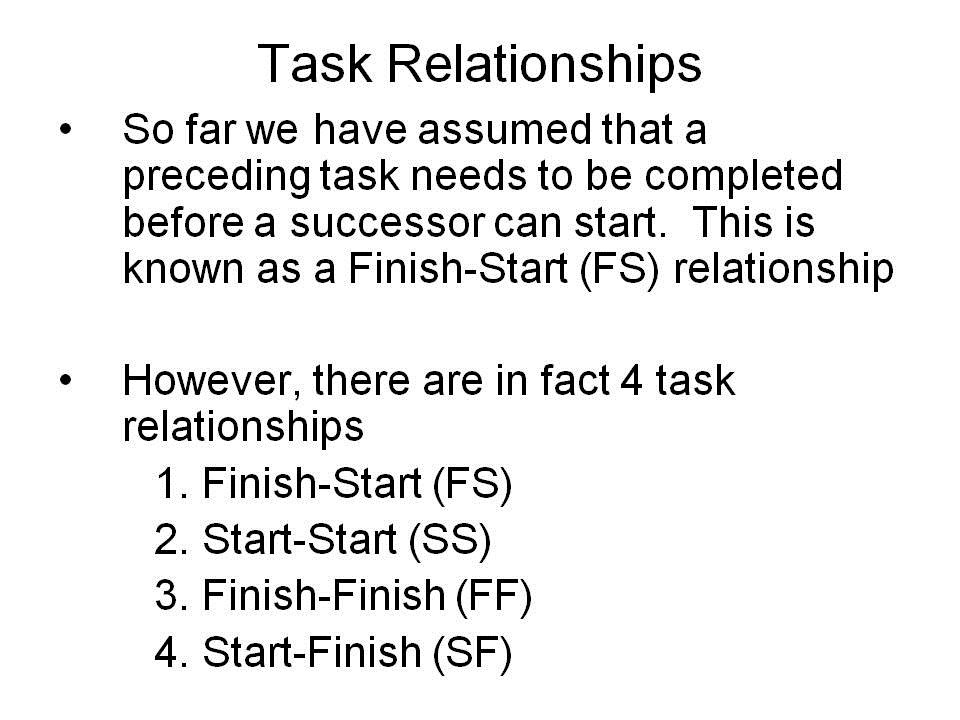 Task Relationships
• So far we have assumed that a
preceding task needs to be completed
before a successor can start.  This is
known as a Finish-Start (FS) relationship
• However, there are in fact 4 task
relationships
1. Finish-Start (FS)
2. Start-Start (SS)
3. Finish-Finish (FF)
4. Start-Finish (SF)